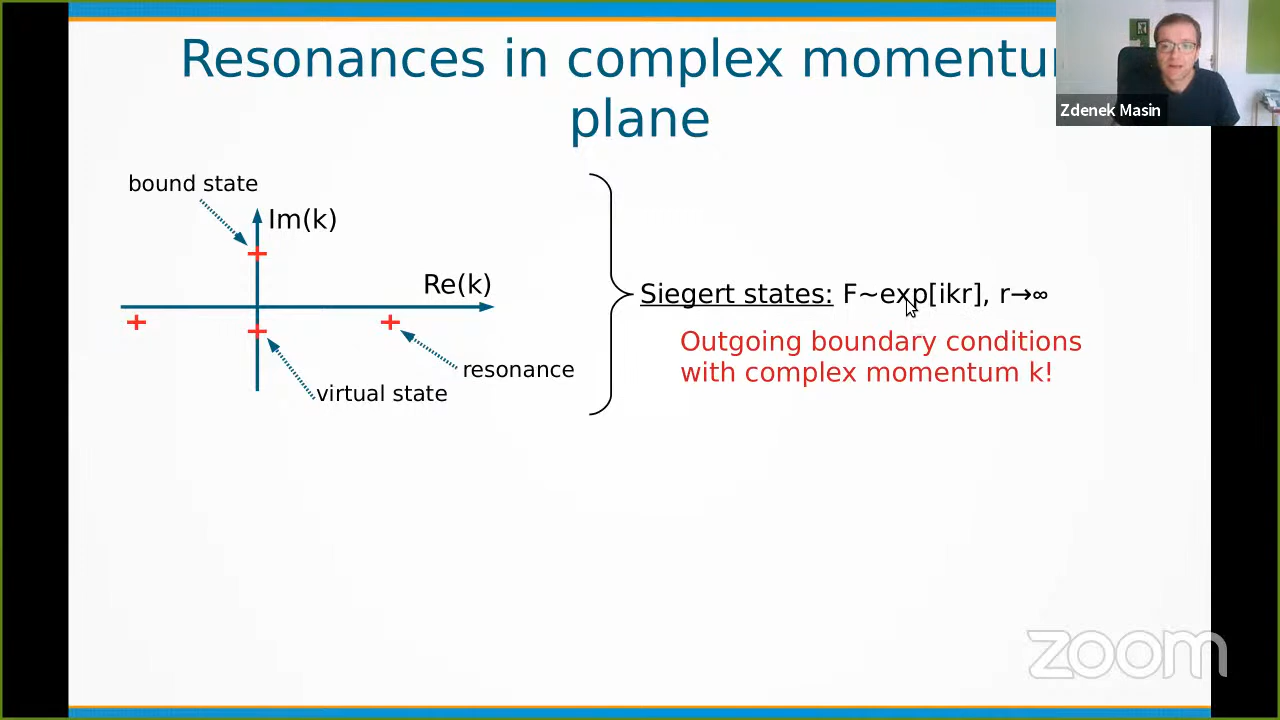 Resonances in complex momentum
plane
Zdenek Masin
bound state
Im(k)
Re(k)
Siegert states: F~exp[ikr], r→∞
Outgoing boundary conditions
with complex momentum k!
resonance
virtual state
zoom